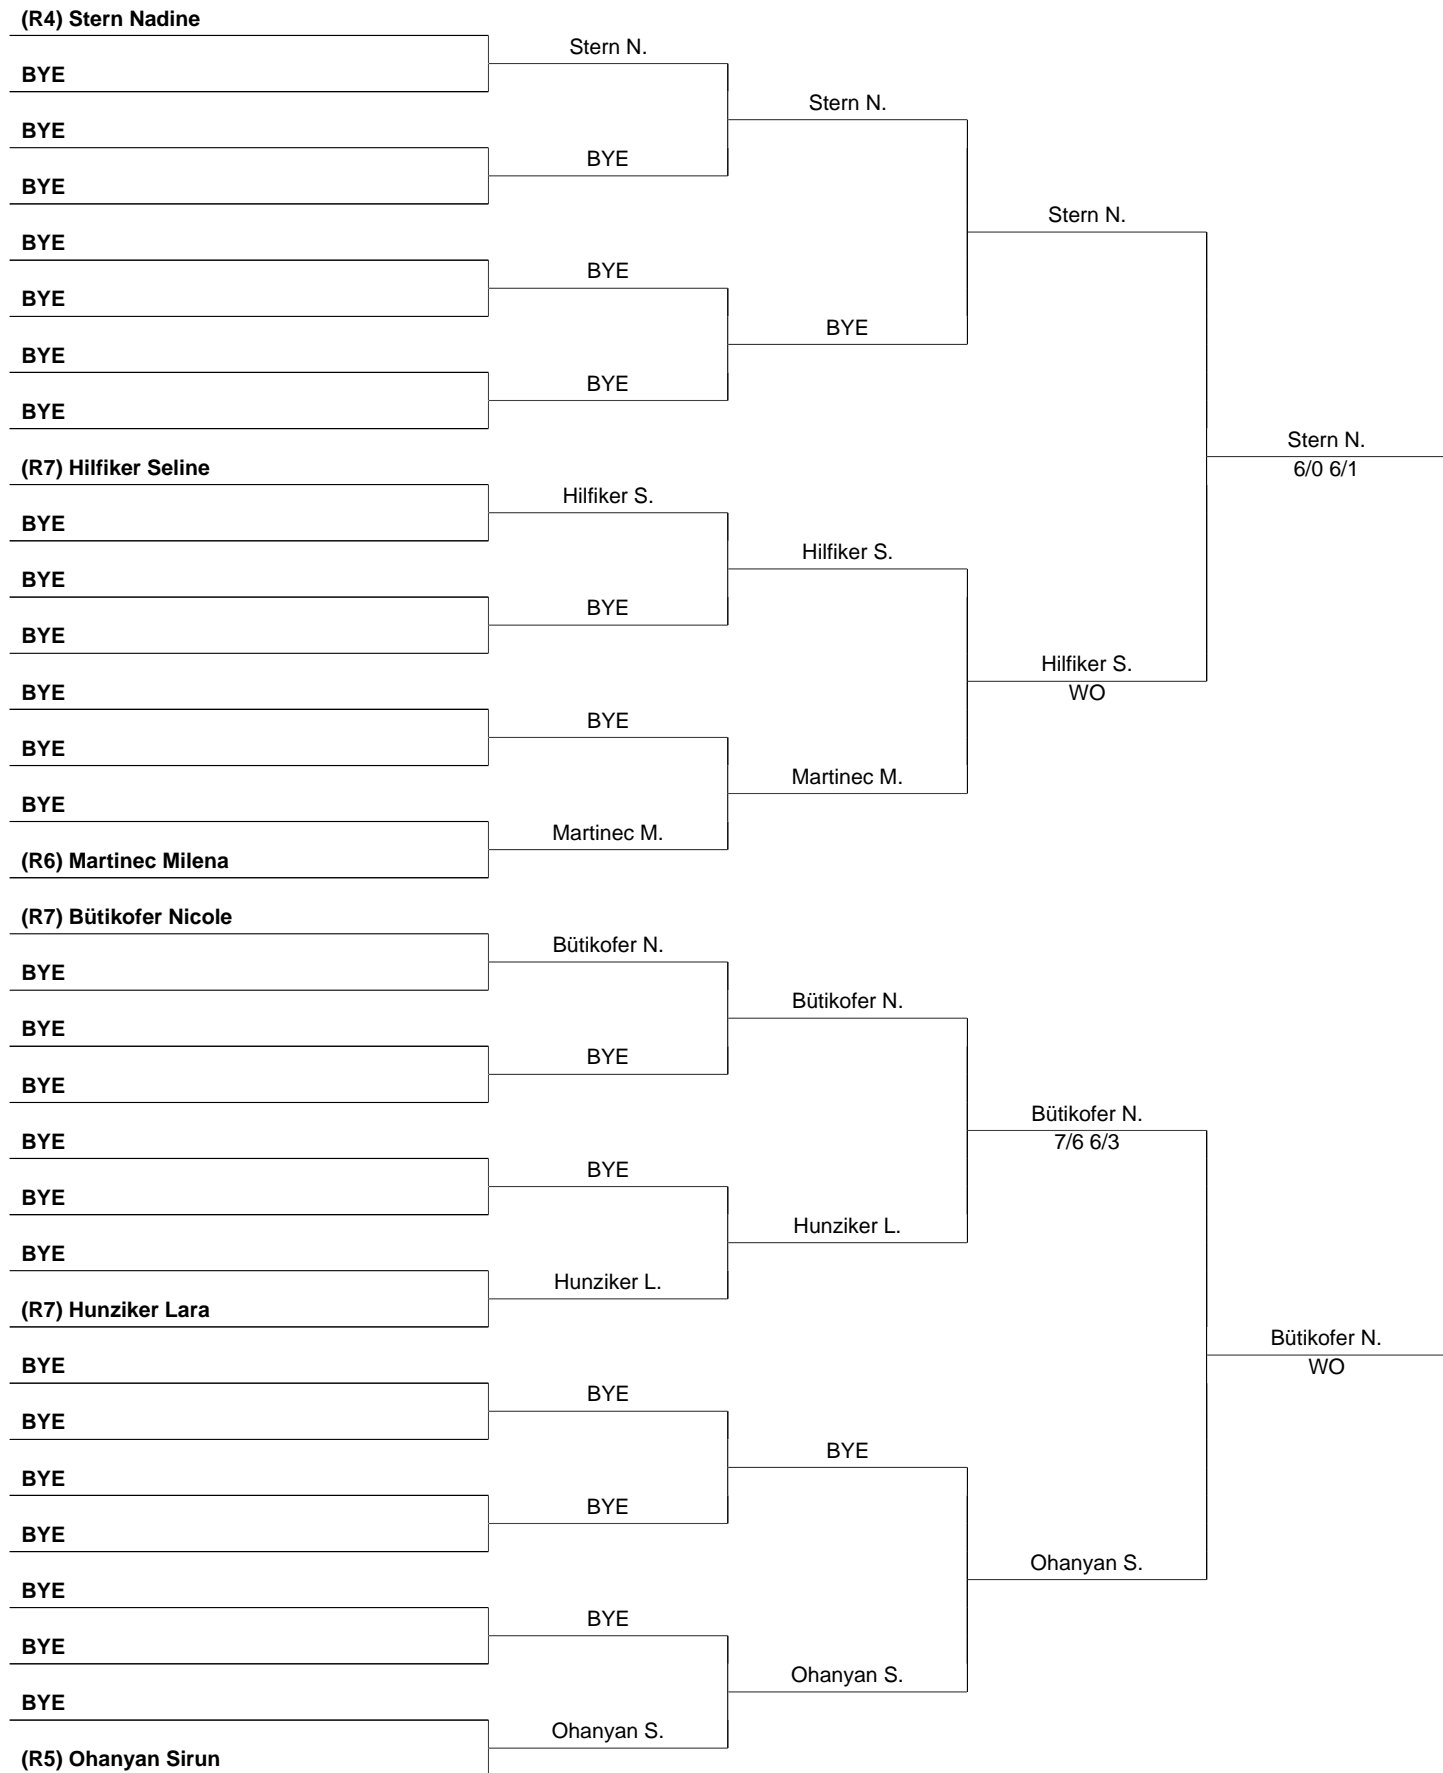 (R4) Stern Nadine
Stern N.
BYE
Stern N.
BYE
BYE
BYE
Stern N.
BYE
BYE
BYE
BYE
BYE
BYE
BYE
Stern N.
(R7) Hilfiker Seline
6/0 6/1
Hilfiker S.
BYE
Hilfiker S.
BYE
BYE
BYE
Hilfiker S.
BYE
WO
BYE
BYE
Martinec M.
BYE
Martinec M.
(R6) Martinec Milena
(R7) Bütikofer Nicole
Bütikofer N.
BYE
Bütikofer N.
BYE
BYE
BYE
Bütikofer N.
BYE
7/6 6/3
BYE
BYE
Hunziker L.
BYE
Hunziker L.
(R7) Hunziker Lara
Bütikofer N.
BYE
WO
BYE
BYE
BYE
BYE
BYE
BYE
Ohanyan S.
BYE
BYE
BYE
Ohanyan S.
BYE
Ohanyan S.
(R5) Ohanyan Sirun